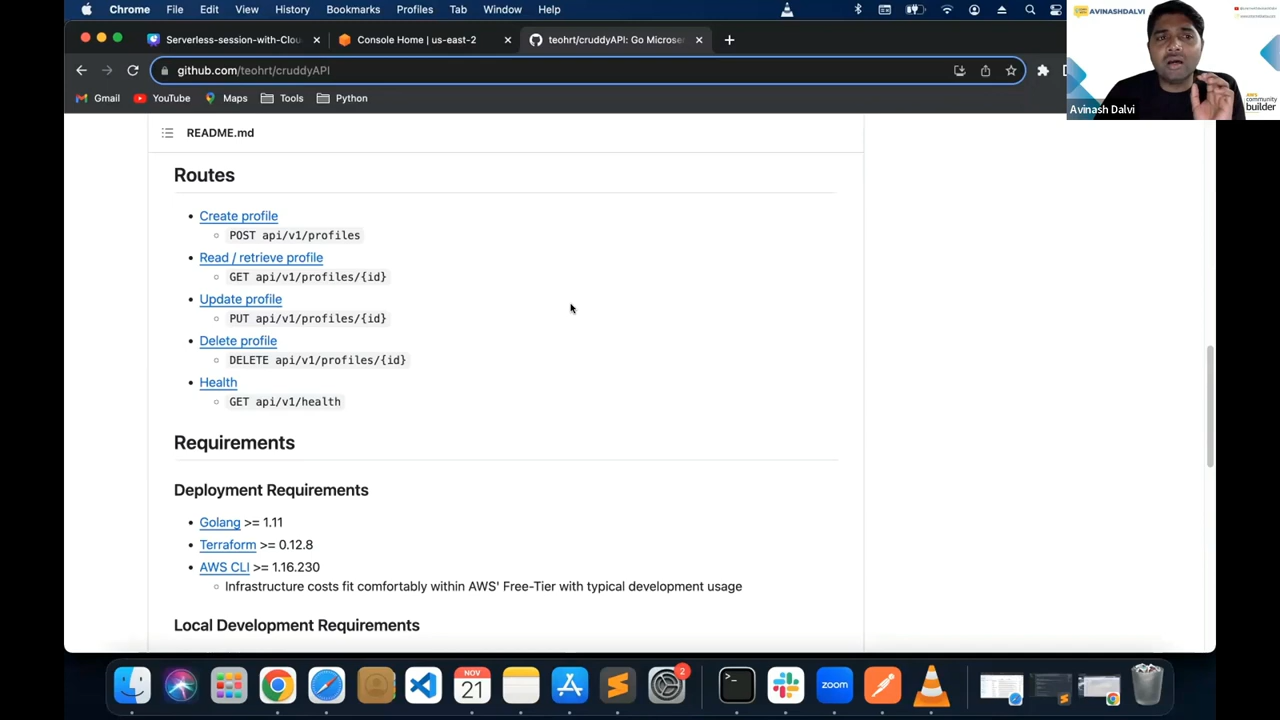 Chrome File Edit View History Bookmarks Profiles Tab Window Help
AVINASHDALVI
Serverless-session-with-Clou
Console Home | us-east-2
cruddyAPI: Go Microse
github.com/teohrt/cruddyAPI
Gmail YouTube Maps Tools Python
AWS
community
builder
Avinash Dalvi
README.md
Routes
Create profile
POST api/v1/profiles
Read / retrieve profile
GET api/v1/profiles/{id}
Update profile
PUT api/v1/profiles/{id}
Delete profile
DELETE api/v1/profiles/{id}
Health
GET api/v1/health
Requirements
Deployment Requirements
Golang >= 1.11
Terraform >= 0.12.8
AWS CLI >= 1.16.230
Infrastructure costs fit comfortably within AWS' Free-Tier with typical development usage
Local Development Requirements
NOV
21
2
zoom